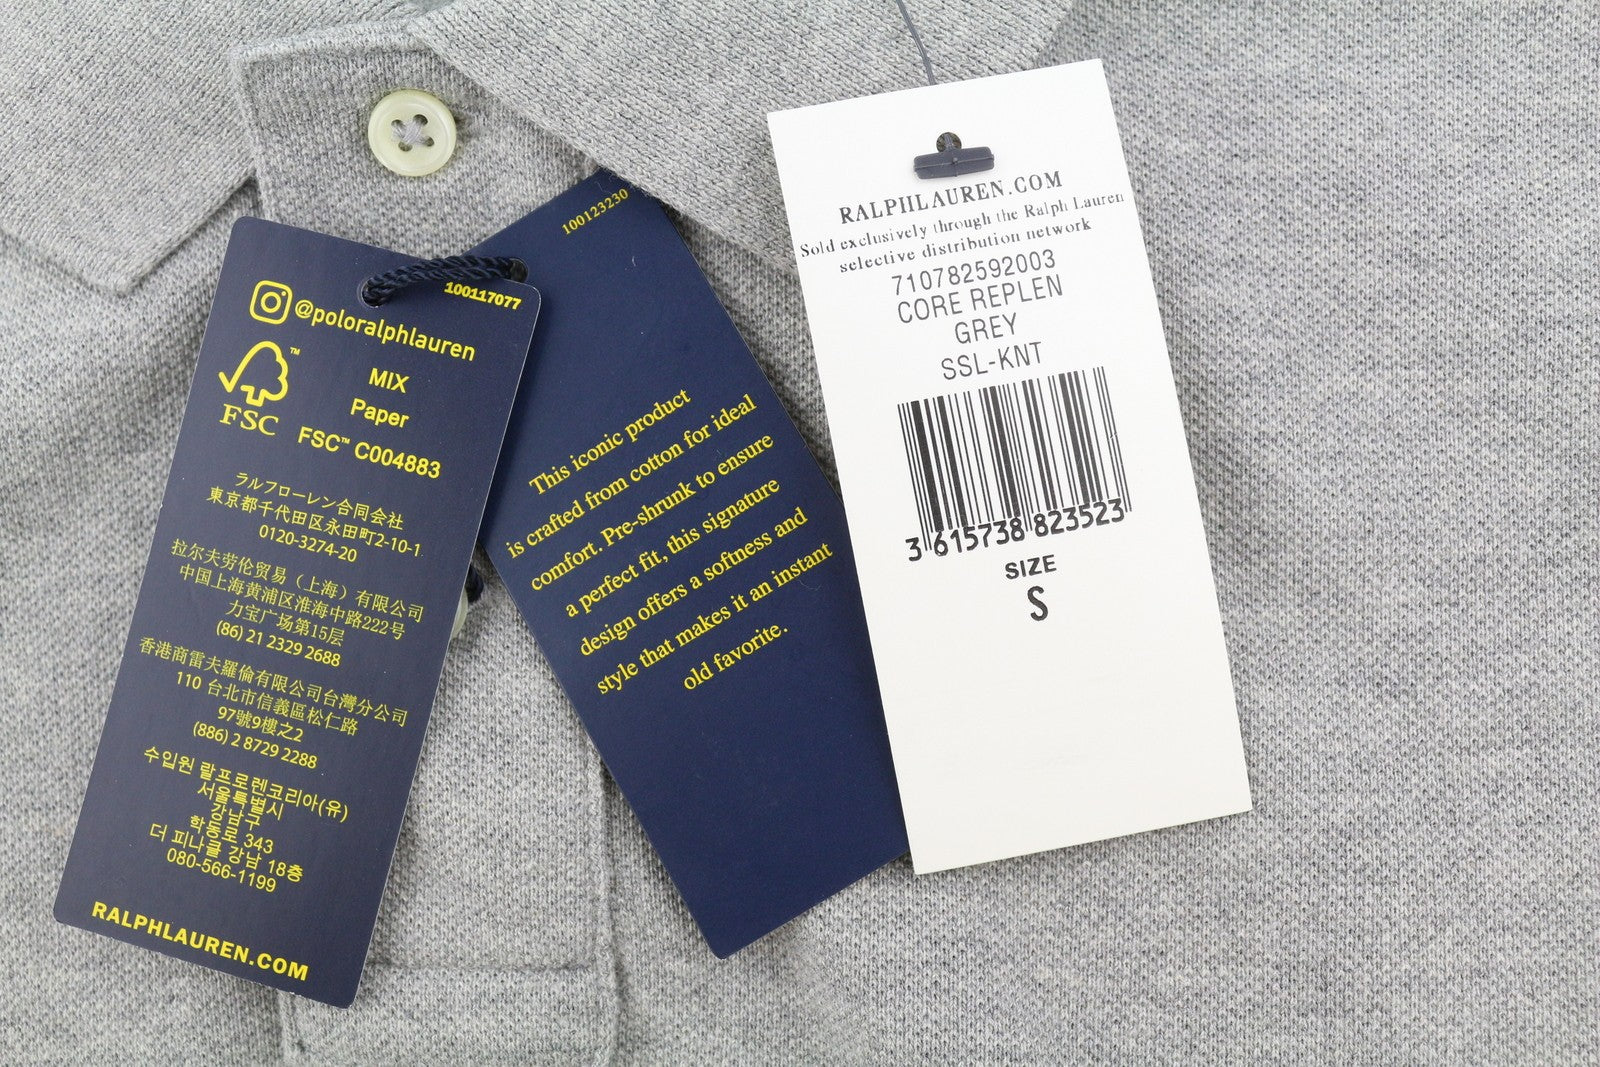 100117077
@poloralphlauren
FSC
MIX
Paper
FSC™ C004883
ラルフローレン合同会社
東京都千代田区永田町2-10-1
0120-3274-20
拉尔夫劳伦贸易（上海）有限公司
中国上海黄浦区淮海中路222号
力宝广场第15层
(86) 21 2329 2688
香港商雷夫羅倫有限公司台灣分公司
110 台北市信義區松仁路
97號9樓之2
(886) 2 8729 2288
수입원 랄프로렌코리아(유)
서울특별시
강남구
학동로 343
더 피나클 강남 18층
080-566-1199
RALPHLAUREN.COM
100123230
This iconic product
is crafted from cotton for ideal
comfort. Pre-shrunk to ensure
a perfect fit, this signature
design offers a softness and
style that makes it an instant
old favorite.
RALPHLAUREN.COM
Sold exclusively through the Ralph Lauren
selective distribution network
710782592003
CORE REPLEN
GREY
SSL-KNT
3 615738 823523
SIZE
S